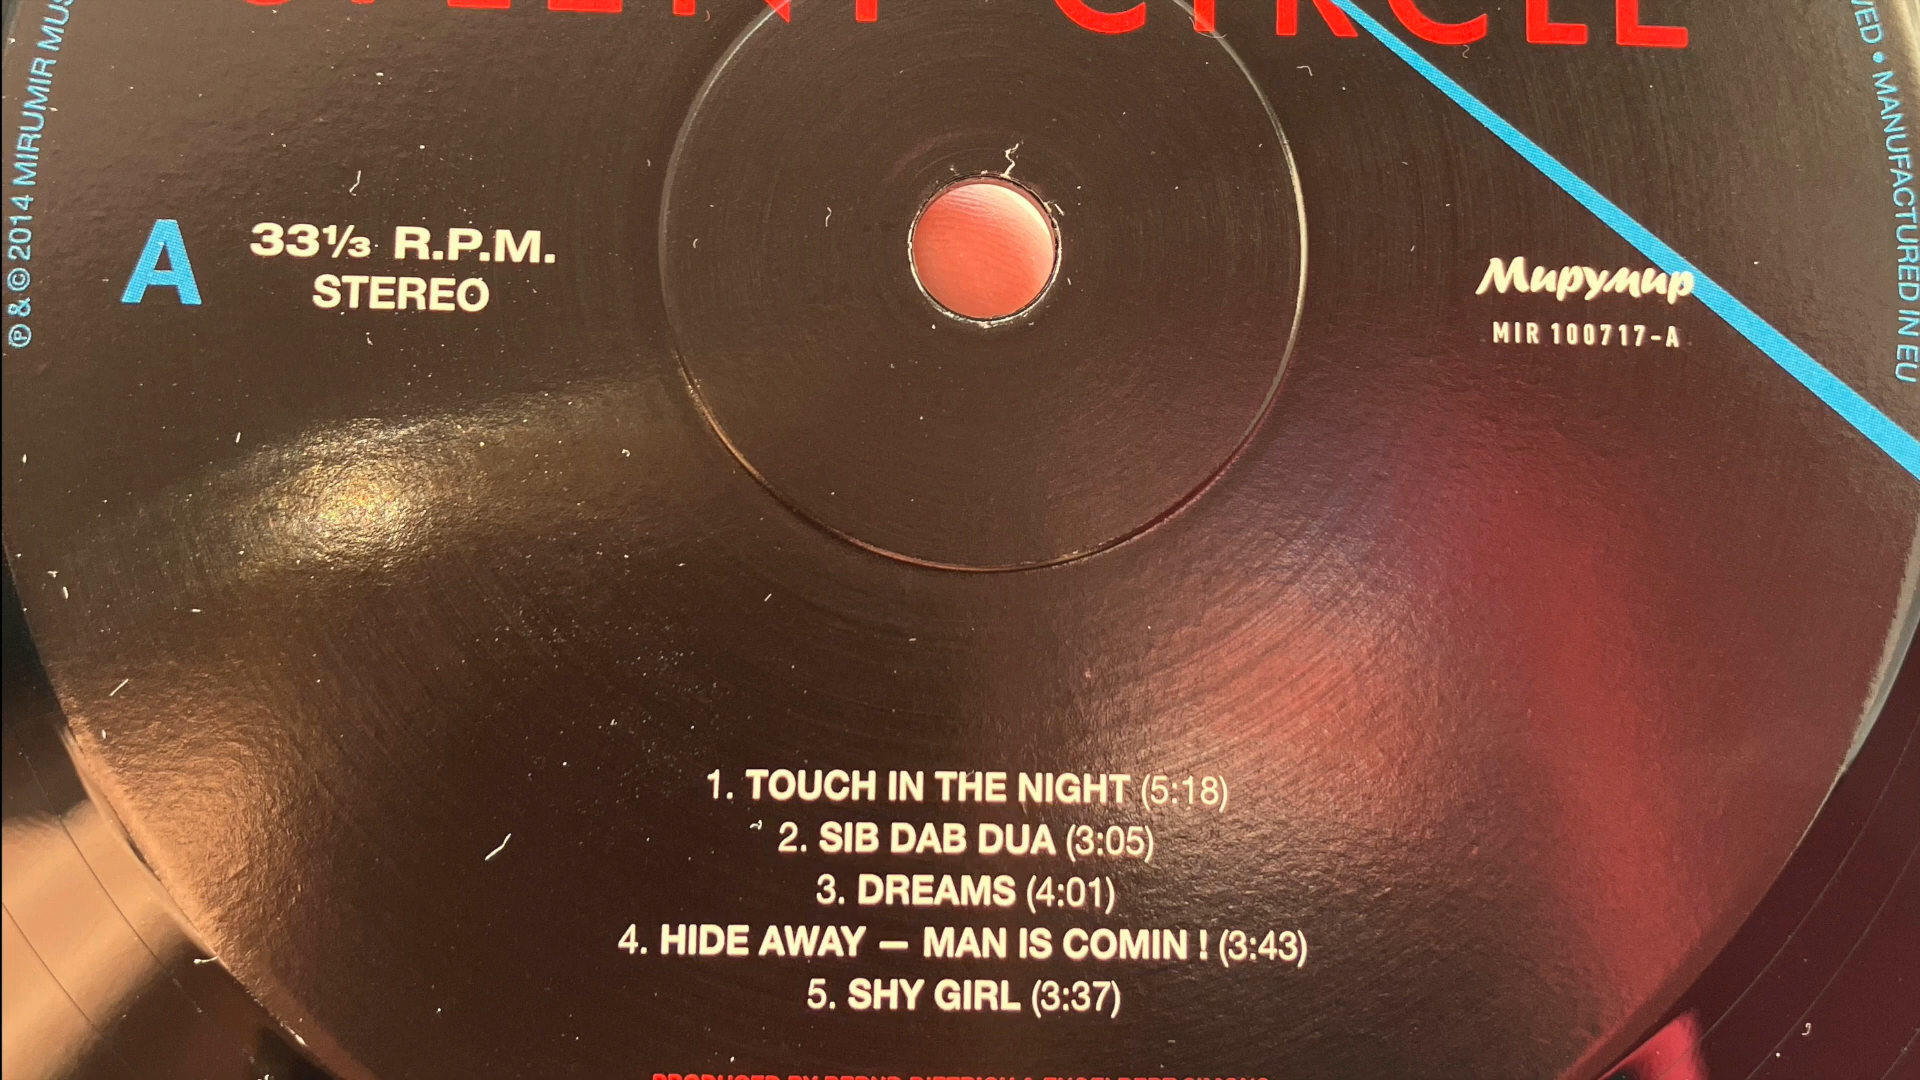 CIRCLE
℗ & © 2014 MIRUMIR
• MANUFACTURED IN EU
A
33⅓ R.P.M.
STEREO
Мирумир
MIR 100717-A
1. TOUCH IN THE NIGHT (5:18)
2. SIB DAB DUA (3:05)
3. DREAMS (4:01)
4. HIDE AWAY – MAN IS COMIN ! (3:43)
5. SHY GIRL (3:37)